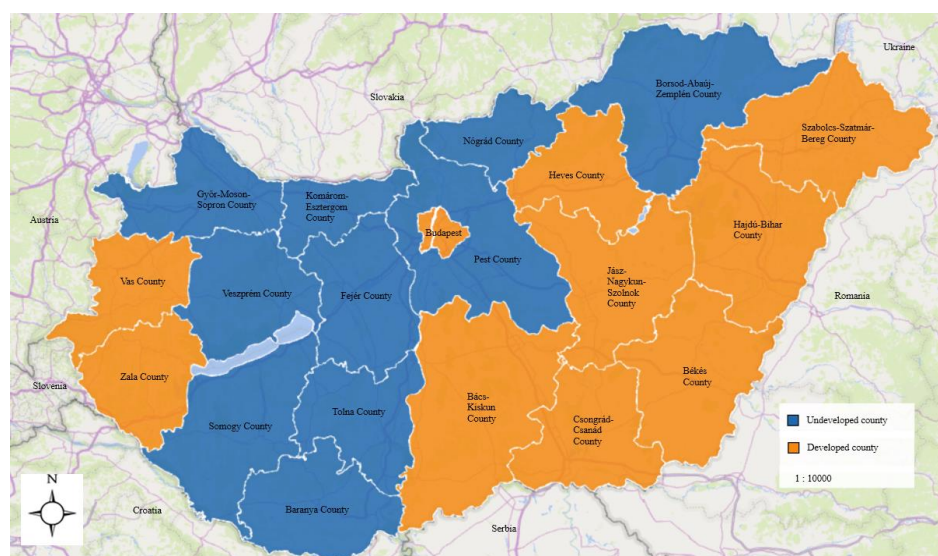 Ukraine
Borsod-Abaúj-
Zemplén County
Slovakia
Szabolcs-Szatmár-
Bereg County
Nógrád County
Heves County
Győr-Moson-
Sopron County
Komárom-
Esztergom
County
Austria
Hajdú-Bihar
County
Budapest
Pest County
Vas County
Veszprém County
Fejér County
Jász-
Nagykun-
Szolnok
County
Romania
Zala County
Slovenia
Békés
County
Bács-
Kiskun
County
Tolna County
Somogy County
Csongrád-
Csanád
County
Undeveloped county
Developed county
1 : 10000
N
Croatia
Baranya County
Serbia